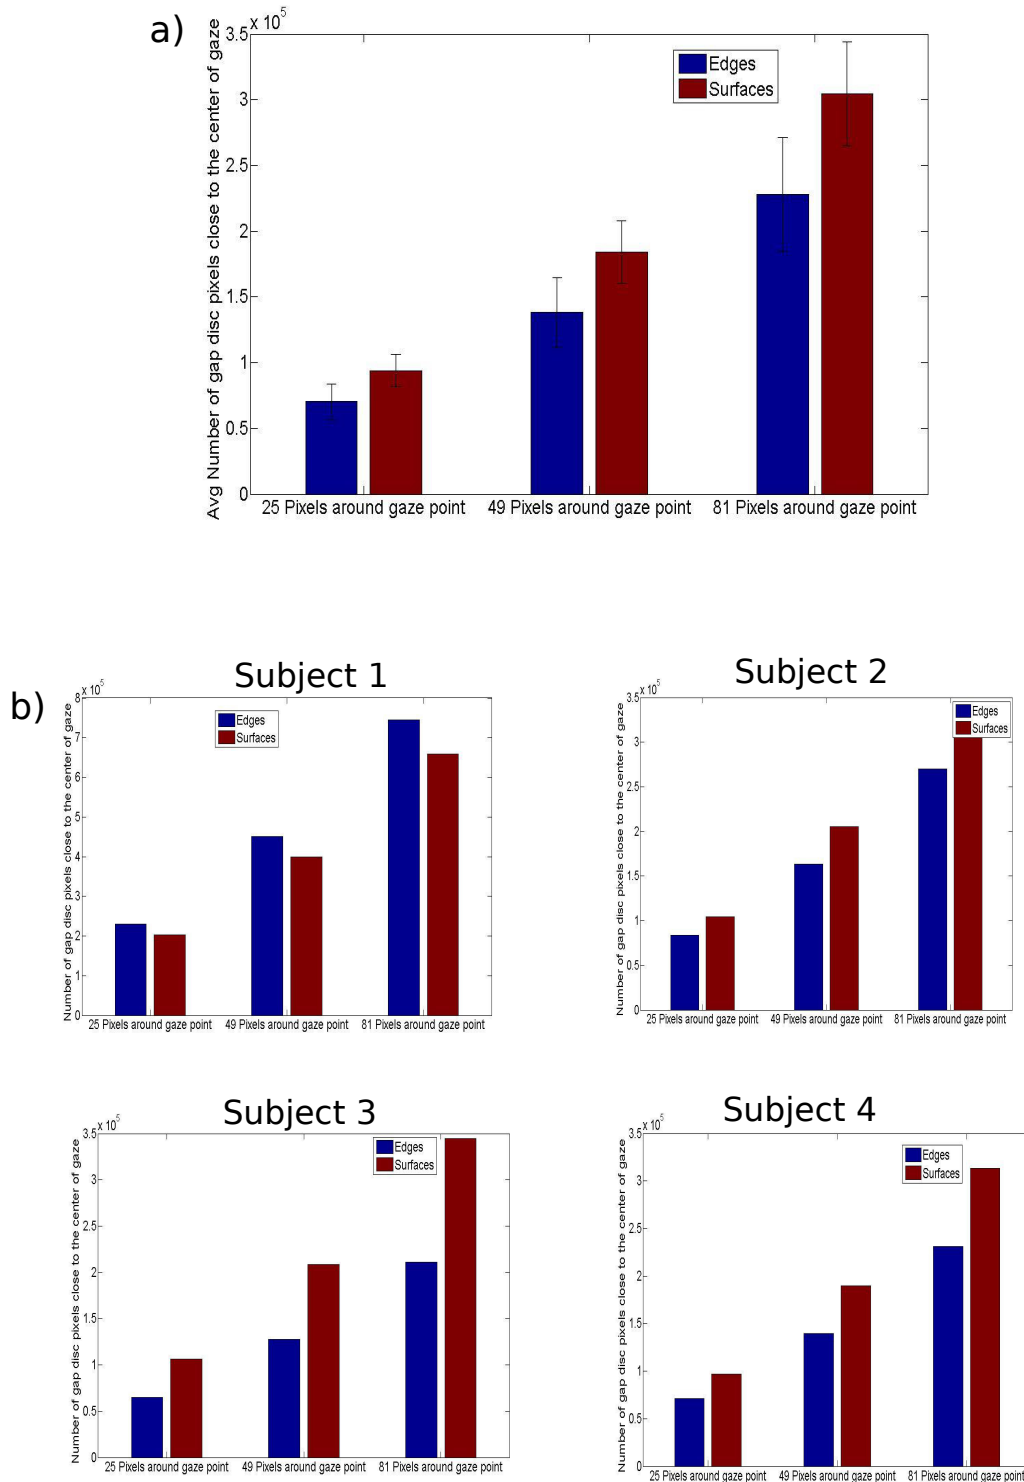 a)
x 10^5
3.5
3
2.5
2
1.5
1
0.5
0
Avg Number of gap disc pixels close to the center of gaze
Edges
Surfaces
25 Pixels around gaze point
49 Pixels around gaze point
81 Pixels around gaze point
b)
Subject 1
x 10^5
8
7
6
5
4
3
2
1
0
Number of gap disc pixels close to the center of gaze
Edges
Surfaces
25 Pixels around gaze point
49 Pixels around gaze point
81 Pixels around gaze point
Subject 2
x 10^5
3.5
3
2.5
2
1.5
1
0.5
0
Number of gap disc pixels close to the center of gaze
Edges
Surfaces
25 Pixels around gaze point
49 Pixels around gaze point
81 Pixels around gaze point
Subject 3
x 10^5
3.5
3
2.5
2
1.5
1
0.5
0
Number of gap disc pixels close to the center of gaze
Edges
Surfaces
25 Pixels around gaze point
49 Pixels around gaze point
81 Pixels around gaze point
Subject 4
x 10^5
3.5
3
2.5
2
1.5
1
0.5
0
Number of gap disc pixels close to the center of gaze
Edges
Surfaces
25 Pixels around gaze point
49 Pixels around gaze point
81 Pixels around gaze point